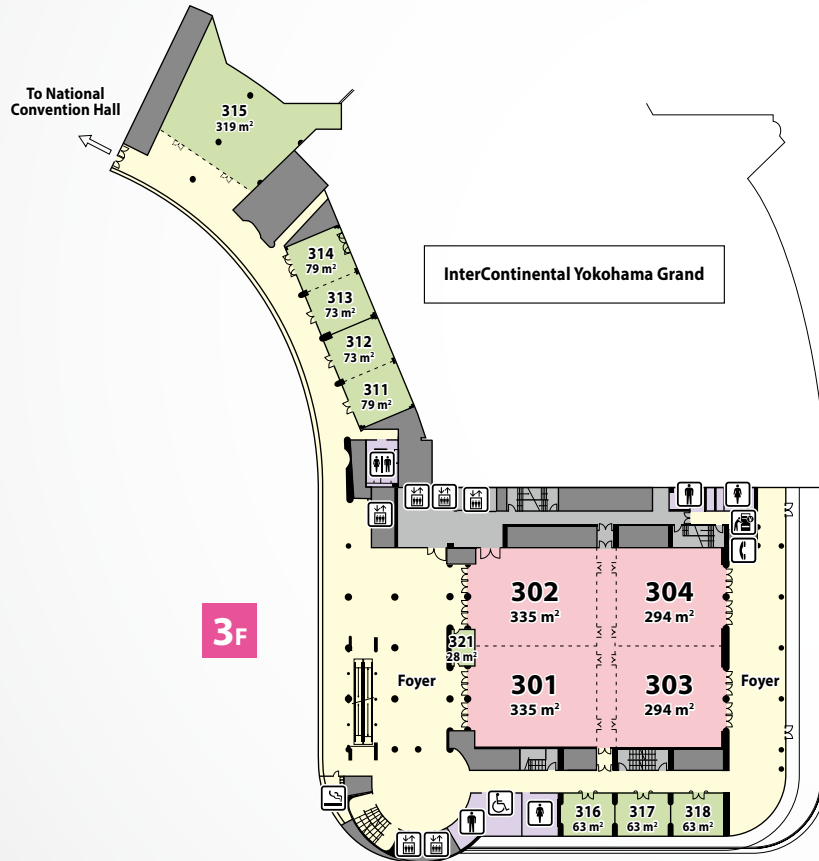 To National
Convention Hall
315
319 m²
314
79 m²
313
73 m²
312
73 m²
311
79 m²
InterContinental Yokohama Grand
302
335 m²
304
294 m²
3F
321
28 m²
Foyer
301
335 m²
303
294 m²
Foyer
316
63 m²
317
63 m²
318
63 m²